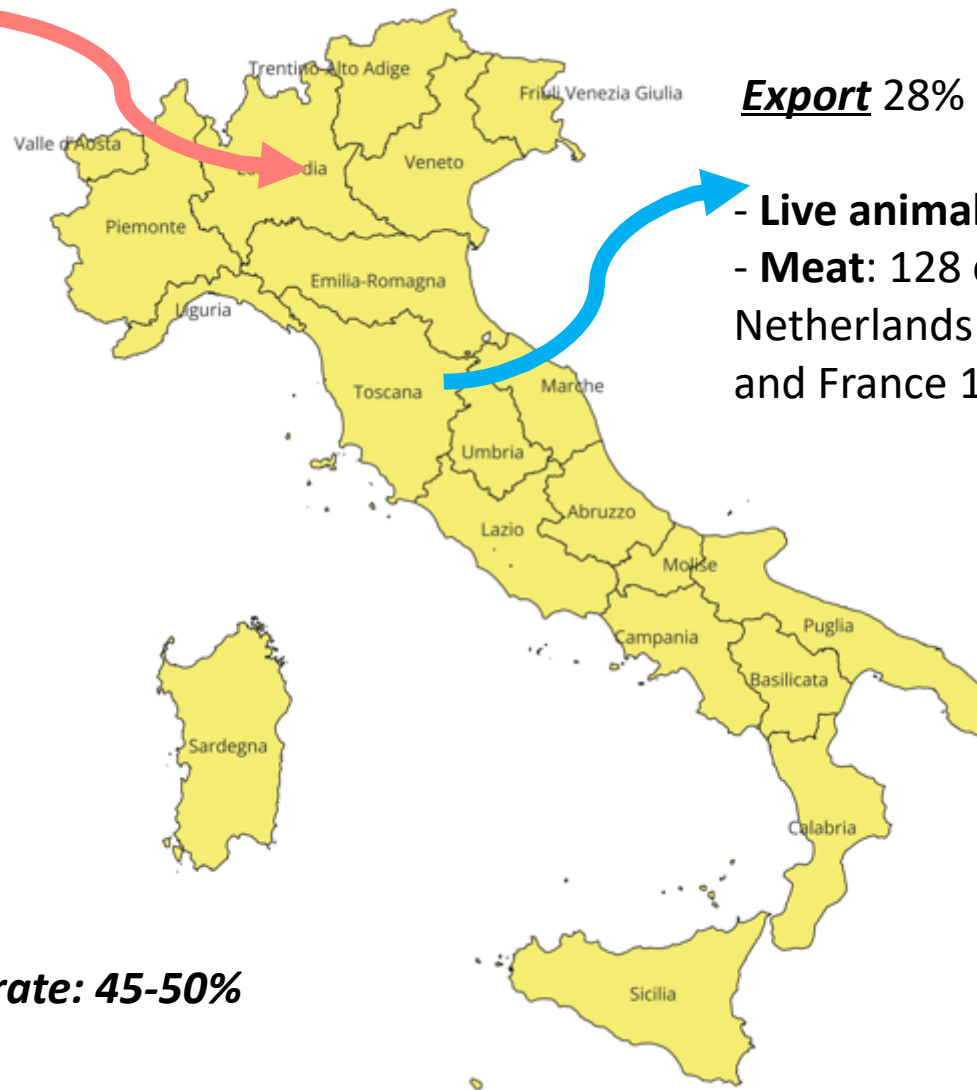 Trentino Alto Adige
Friuli Venezia Giulia
Export 28%
Valle d'Aosta
Veneto
dia
- Live animal
- Meat: 128
Piemonte
Emilia-Romagna
Netherlands
Liguria
and France 1
Toscana
Marche
Umbria
Abruzzo
Lazio
Molise
Puglia
Campania
Basilicata
Sardegna
Calabria
rate: 45-50%
Sicilia